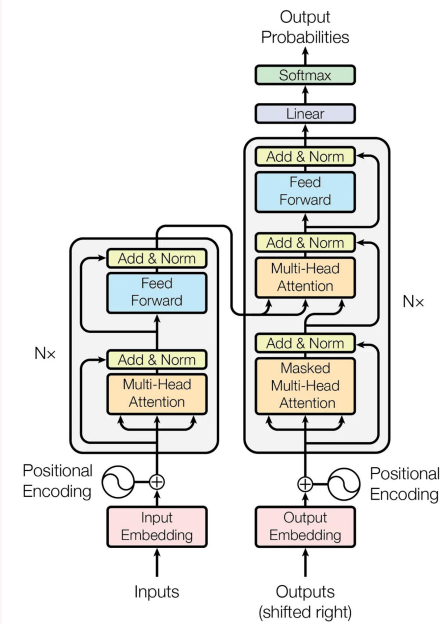 Output
Probabilities
Softmax
Linear
Add & Norm
Feed
Forward
Add & Norm
Multi-Head
Attention
Nx
Add & Norm
Masked
Multi-Head
Attention
Add & Norm
Feed
Forward
Nx
Add & Norm
Multi-Head
Attention
Positional
Encoding
Positional
Encoding
Input
Embedding
Output
Embedding
Inputs
Outputs
(shifted right)